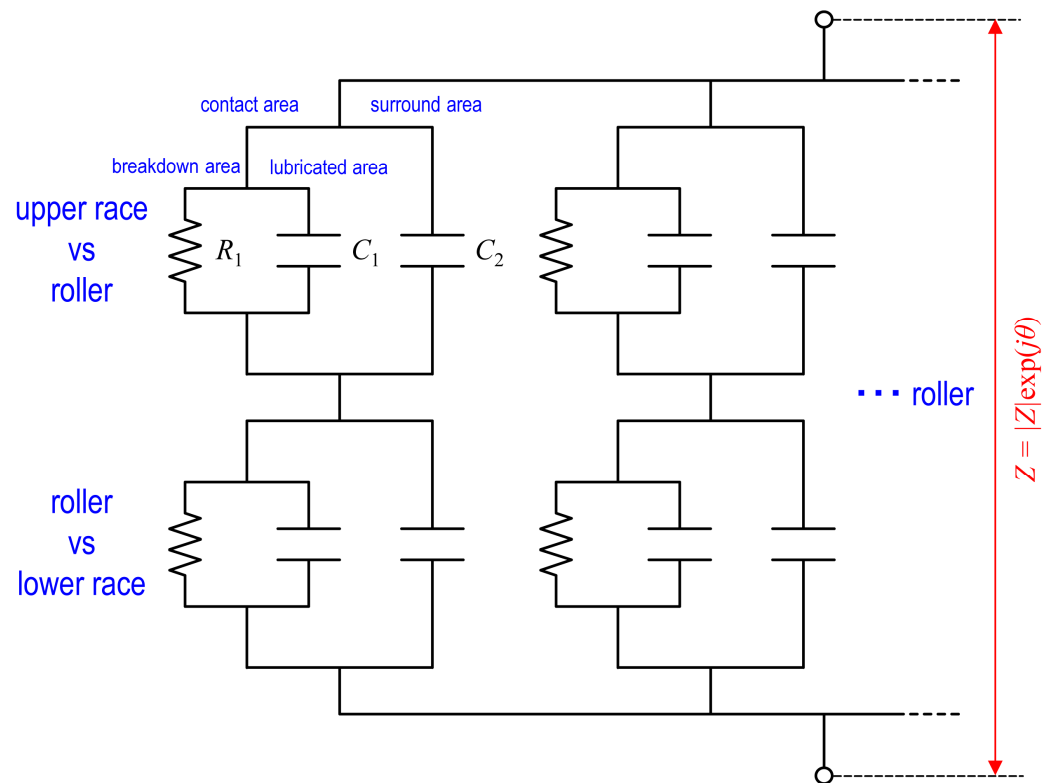 contact area
surround area
breakdown area
lubricated area
upper race
vs
roller
R₁
C₁
C₂
··· roller
Z = |Z|exp(jθ)
roller
vs
lower race